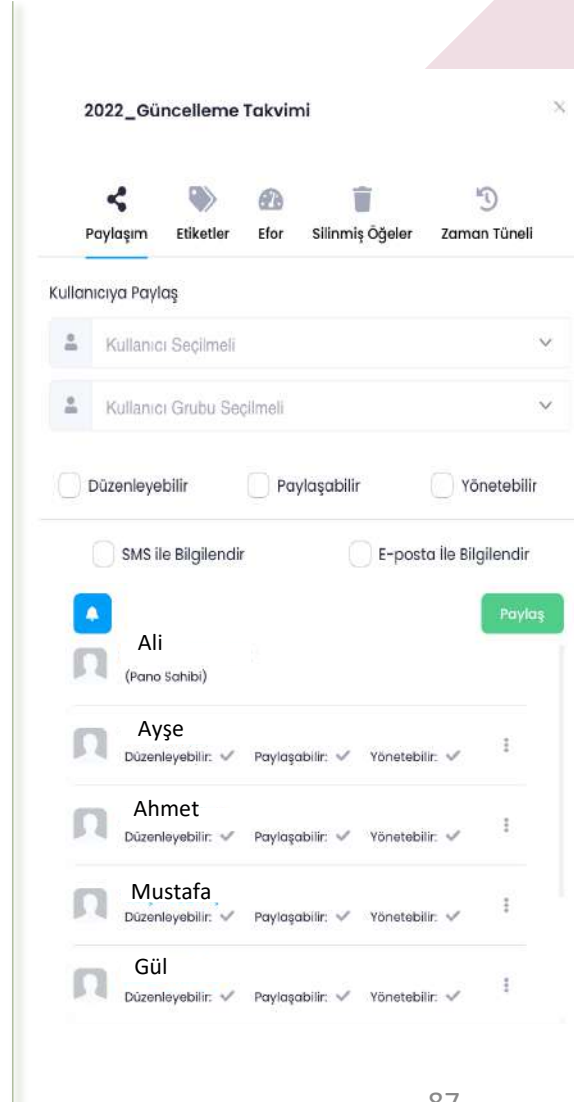 2022_Güncelleme Takvimi
Paylaşım Etiketler Efor Silinmiş Öğeler Zaman Tüneli
Kullanıcıya Paylaş
Kullanıcı Seçilmeli
Kullanıcı Grubu Seçilmeli
Düzenleyebilir Paylaşabilir Yönetebilir
SMS ile Bilgilendir E-posta İle Bilgilendir
Paylaş
Ali
(Pano Sahibi)
Ayşe
Düzenleyebilir: Paylaşabilir: Yönetebilir:
Ahmet
Düzenleyebilir: Paylaşabilir: Yönetebilir:
Mustafa
Düzenleyebilir: Paylaşabilir: Yönetebilir:
Gül
Düzenleyebilir: Paylaşabilir: Yönetebilir:
87